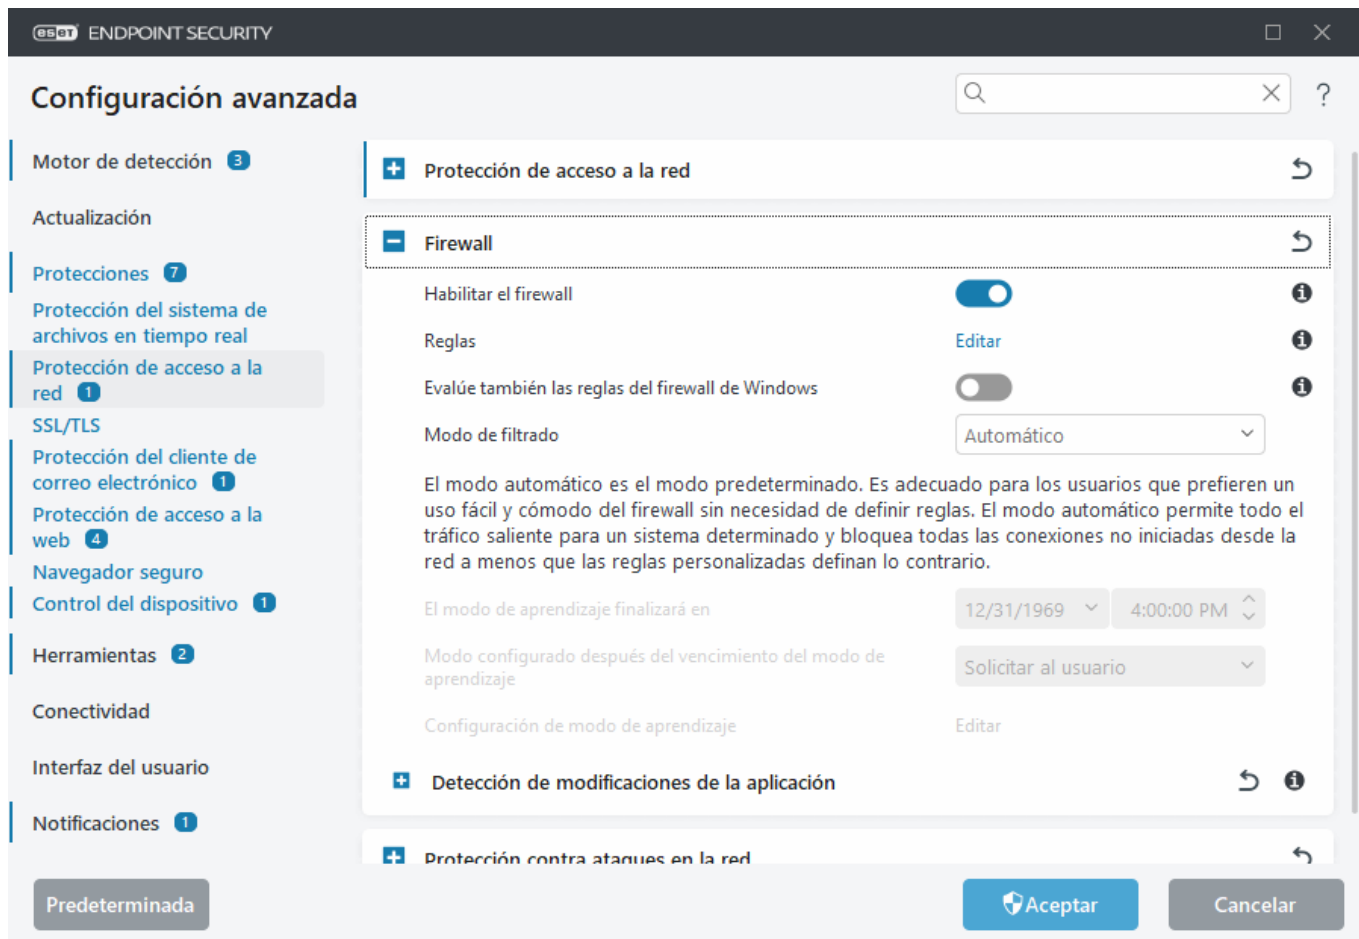 eset ENDPOINT SECURITY
Configuración avanzada
?
Motor de detección 3
Actualización
Protecciones 7
Protección del sistema de
archivos en tiempo real
Protección de acceso a la
red 1
SSL/TLS
Protección del cliente de
correo electrónico 1
Protección de acceso a la
web 4
Navegador seguro
Control del dispositivo 1
Herramientas 2
Conectividad
Interfaz del usuario
Notificaciones 1
Protección de acceso a la red
Firewall
Habilitar el firewall
Reglas Editar
Evalúe también las reglas del firewall de Windows
Modo de filtrado Automático
El modo automático es el modo predeterminado. Es adecuado para los usuarios que prefieren un
uso fácil y cómodo del firewall sin necesidad de definir reglas. El modo automático permite todo el
tráfico saliente para un sistema determinado y bloquea todas las conexiones no iniciadas desde la
red a menos que las reglas personalizadas definan lo contrario.
El modo de aprendizaje finalizará en 12/31/1969 4:00:00 PM
Modo configurado después del vencimiento del modo de
aprendizaje Solicitar al usuario
Configuración de modo de aprendizaje Editar
Detección de modificaciones de la aplicación
Protección contra ataques en la red
Predeterminada Aceptar Cancelar